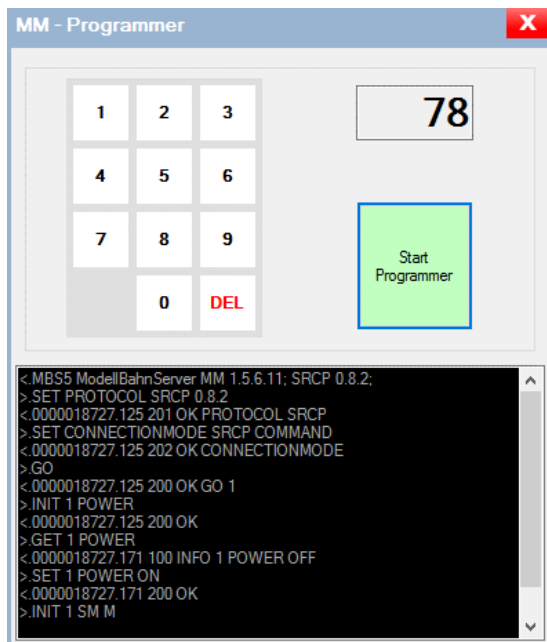 MM - Programmer
X
1 2 3
78
4 5 6
7 8 9
Start
Programmer
0 DEL
<.MBS5 ModellBahnServer MM 1.5.6.11; SRCP 0.8.2;
>.SET PROTOCOL SRCP 0.8.2
<.0000018727.125 201 OK PROTOCOL SRCP
>.SET CONNECTIONMODE SRCP COMMAND
<.0000018727.125 202 OK CONNECTIONMODE
>.GO
<.0000018727.125 200 OK GO 1
>.INIT 1 POWER
<.0000018727.125 200 OK
>.GET 1 POWER
<.0000018727.171 100 INFO 1 POWER OFF
>.SET 1 POWER ON
<.0000018727.171 200 OK
>.INIT 1 SM M